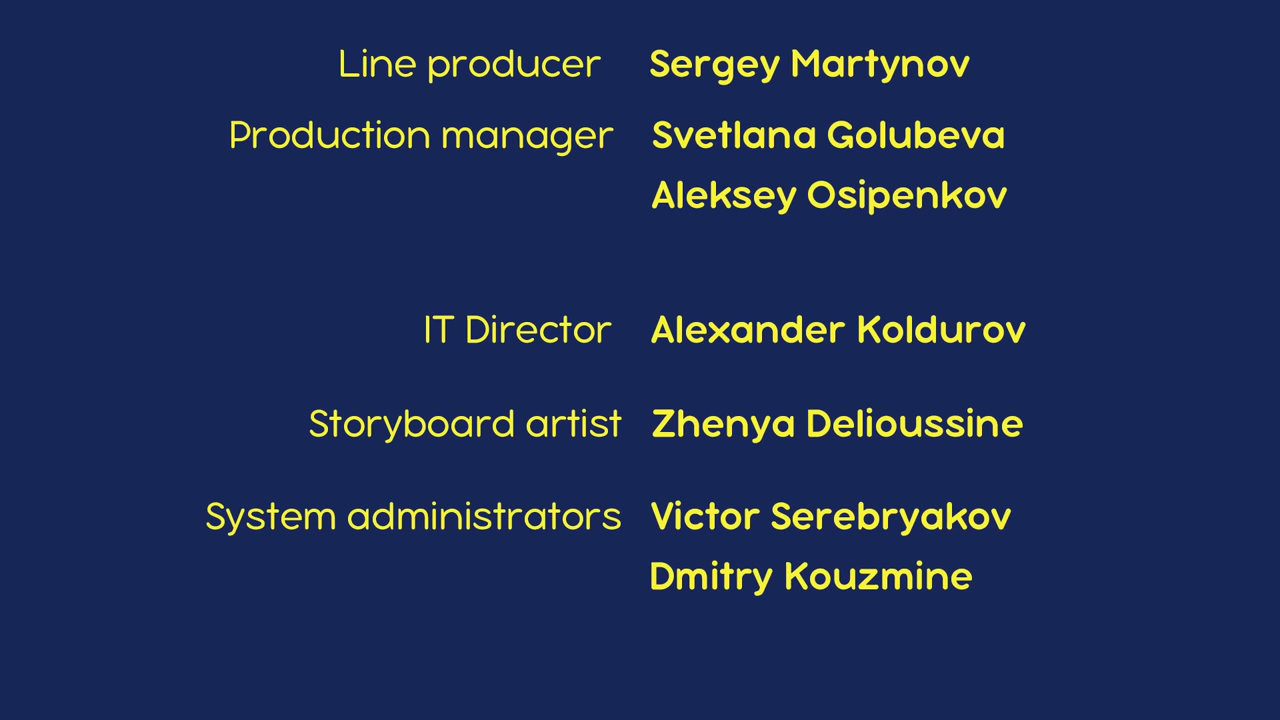 Line producer Sergey Martynov
Production manager Svetlana Golubeva
Aleksey Osipenkov
IT Director Alexander Koldurov
Storyboard artist Zhenya Delioussine
System administrators Victor Serebryakov
Dmitry Kouzmine